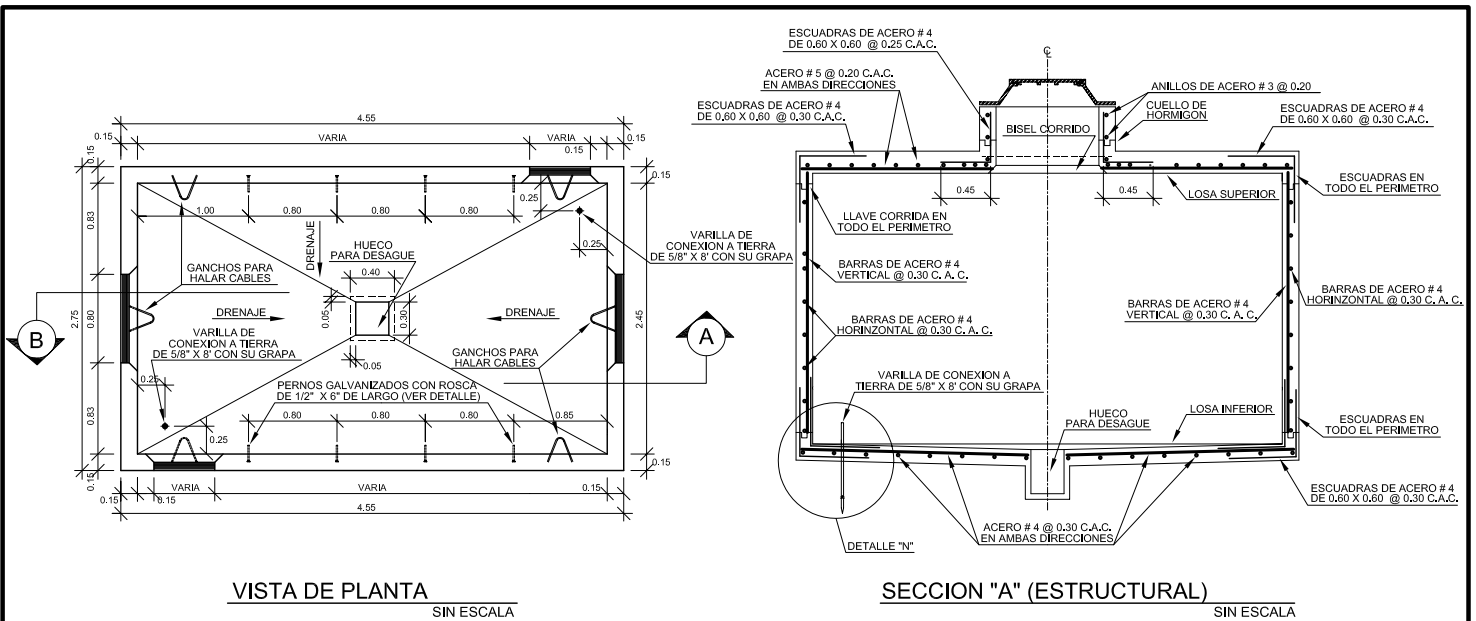 4.55
0.15
VARIA
VARIA
0.15
0.15
0.15
2.75
0.83
0.80
0.83
0.15
1.00
0.80
0.80
0.80
0.25
0.25
DRENAJE
HUECO
PARA DESAGUE
0.40
VARILLA DE
CONEXION A TIERRA
DE 5/8" X 8' CON SU GRAPA
GANCHOS PARA
HALAR CABLES
DRENAJE
DRENAJE
0.05
0.30
0.05
2.45
B
A
VARILLA DE
CONEXION A TIERRA
DE 5/8" X 8' CON SU GRAPA
GANCHOS PARA
HALAR CABLES
0.25
0.25
PERNOS GALVANIZADOS CON ROSCA
DE 1/2" X 6" DE LARGO (VER DETALLE)
0.80
0.80
0.80
0.85
0.15
0.15
0.15
VARIA
VARIA
0.15
4.55
VISTA DE PLANTA
SIN ESCALA
ESCUADRAS DE ACERO # 4
DE 0.60 X 0.60 @ 0.25 C.A.C.
ACERO # 5 @ 0.20 C.A.C.
EN AMBAS DIRECCIONES
ESCUADRAS DE ACERO # 4
DE 0.60 X 0.60 @ 0.30 C.A.C.
ANILLOS DE ACERO # 3 @ 0.20
CUELLO DE
HORMIGON
ESCUADRAS DE ACERO # 4
DE 0.60 X 0.60 @ 0.30 C.A.C.
BISEL CORRIDO
0.45
0.45
LOSA SUPERIOR
ESCUADRAS EN
TODO EL PERIMETRO
LLAVE CORRIDA EN
TODO EL PERIMETRO
BARRAS DE ACERO # 4
VERTICAL @ 0.30 C. A. C.
BARRAS DE ACERO # 4
HORINZONTAL @ 0.30 C. A. C.
BARRAS DE ACERO # 4
VERTICAL @ 0.30 C. A. C.
BARRAS DE ACERO # 4
HORINZONTAL @ 0.30 C. A. C.
VARILLA DE CONEXION A
TIERRA DE 5/8" X 8' CON SU GRAPA
HUECO
PARA DESAGUE
LOSA INFERIOR
ESCUADRAS EN
TODO EL PERIMETRO
ESCUADRAS DE ACERO # 4
DE 0.60 X 0.60 @ 0.30 C.A.C.
ACERO # 4 @ 0.30 C.A.C.
EN AMBAS DIRECCIONES
DETALLE "N"
SECCION "A" (ESTRUCTURAL)
SIN ESCALA